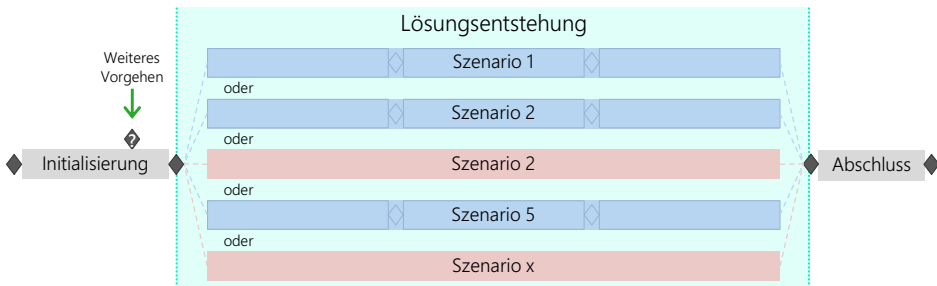 Lösungsentstehung
Weiteres
Vorgehen
Szenario 1
oder
Szenario 2
oder
?
Initialisierung
Szenario 2
Abschluss
oder
Szenario 5
oder
Szenario x